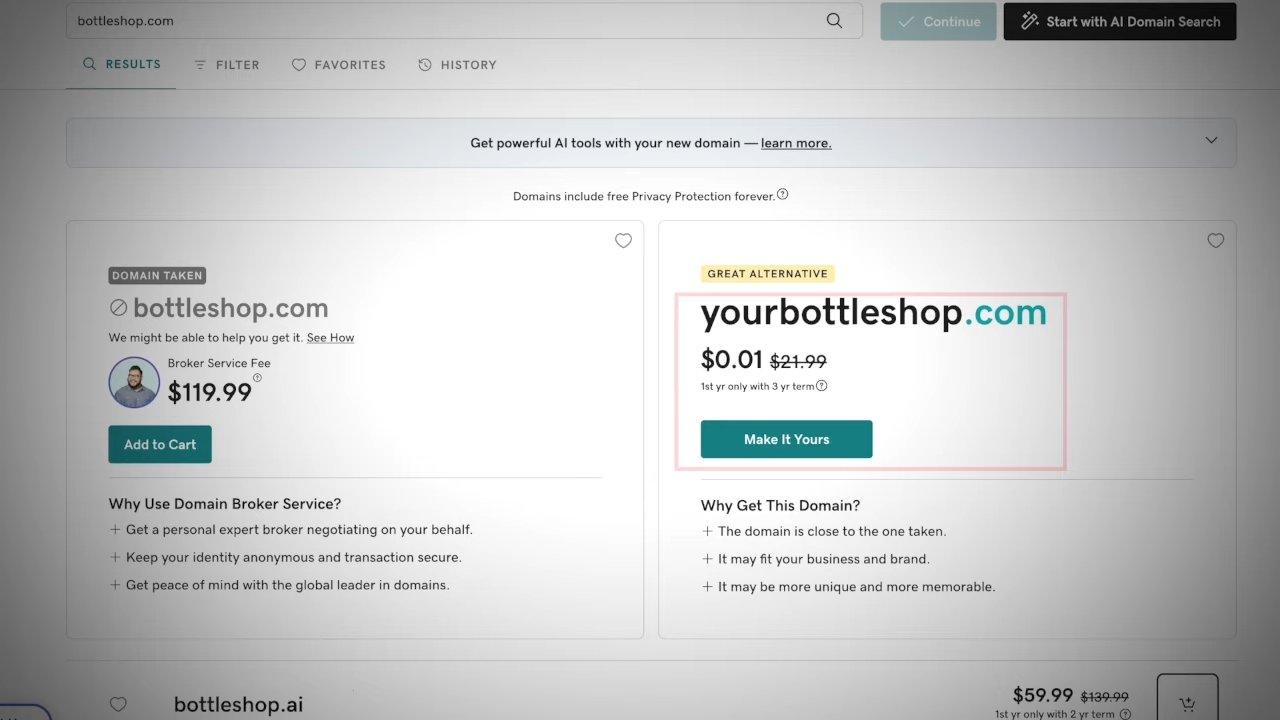 bottleshop.com
Continue
Start with AI Domain Search
RESULTS
FILTER
FAVORITES
HISTORY
Get powerful AI tools with your new domain — learn more.
Domains include free Privacy Protection forever.
DOMAIN TAKEN
bottleshop.com
We might be able to help you get it. See How
Broker Service Fee
$119.99
Add to Cart
Why Use Domain Broker Service?
Get a personal expert broker negotiating on your behalf.
Keep your identity anonymous and transaction secure.
Get peace of mind with the global leader in domains.
GREAT ALTERNATIVE
yourbottleshop.com
$0.01 $21.99
1st yr only with 3 yr term
Make It Yours
Why Get This Domain?
The domain is close to the one taken.
It may fit your business and brand.
It may be more unique and more memorable.
bottleshop.ai
$59.99 $139.99
1st yr only with 2 yr term